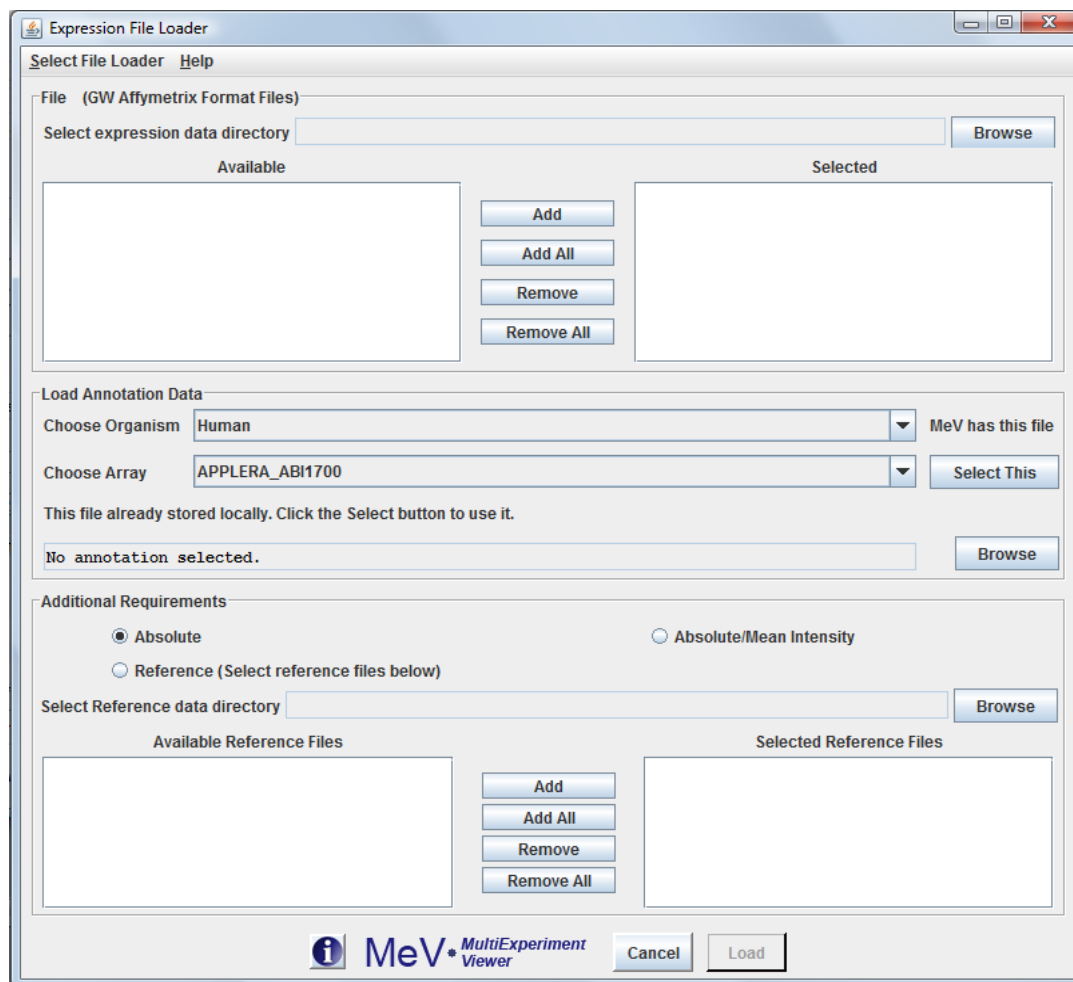 Expression File Loader
Select File Loader Help
File (GW Affymetrix Format Files)
Select expression data directory Browse
Available Selected
Add
Add All
Remove
Remove All
Load Annotation Data
Choose Organism Human MeV has this file
Choose Array APPLERA_ABI1700 Select This
This file already stored locally. Click the Select button to use it.
No annotation selected. Browse
Additional Requirements
Absolute Absolute/Mean Intensity
Reference (Select reference files below)
Select Reference data directory Browse
Available Reference Files Selected Reference Files
Add
Add All
Remove
Remove All
MeV MultiExperiment Viewer Cancel Load